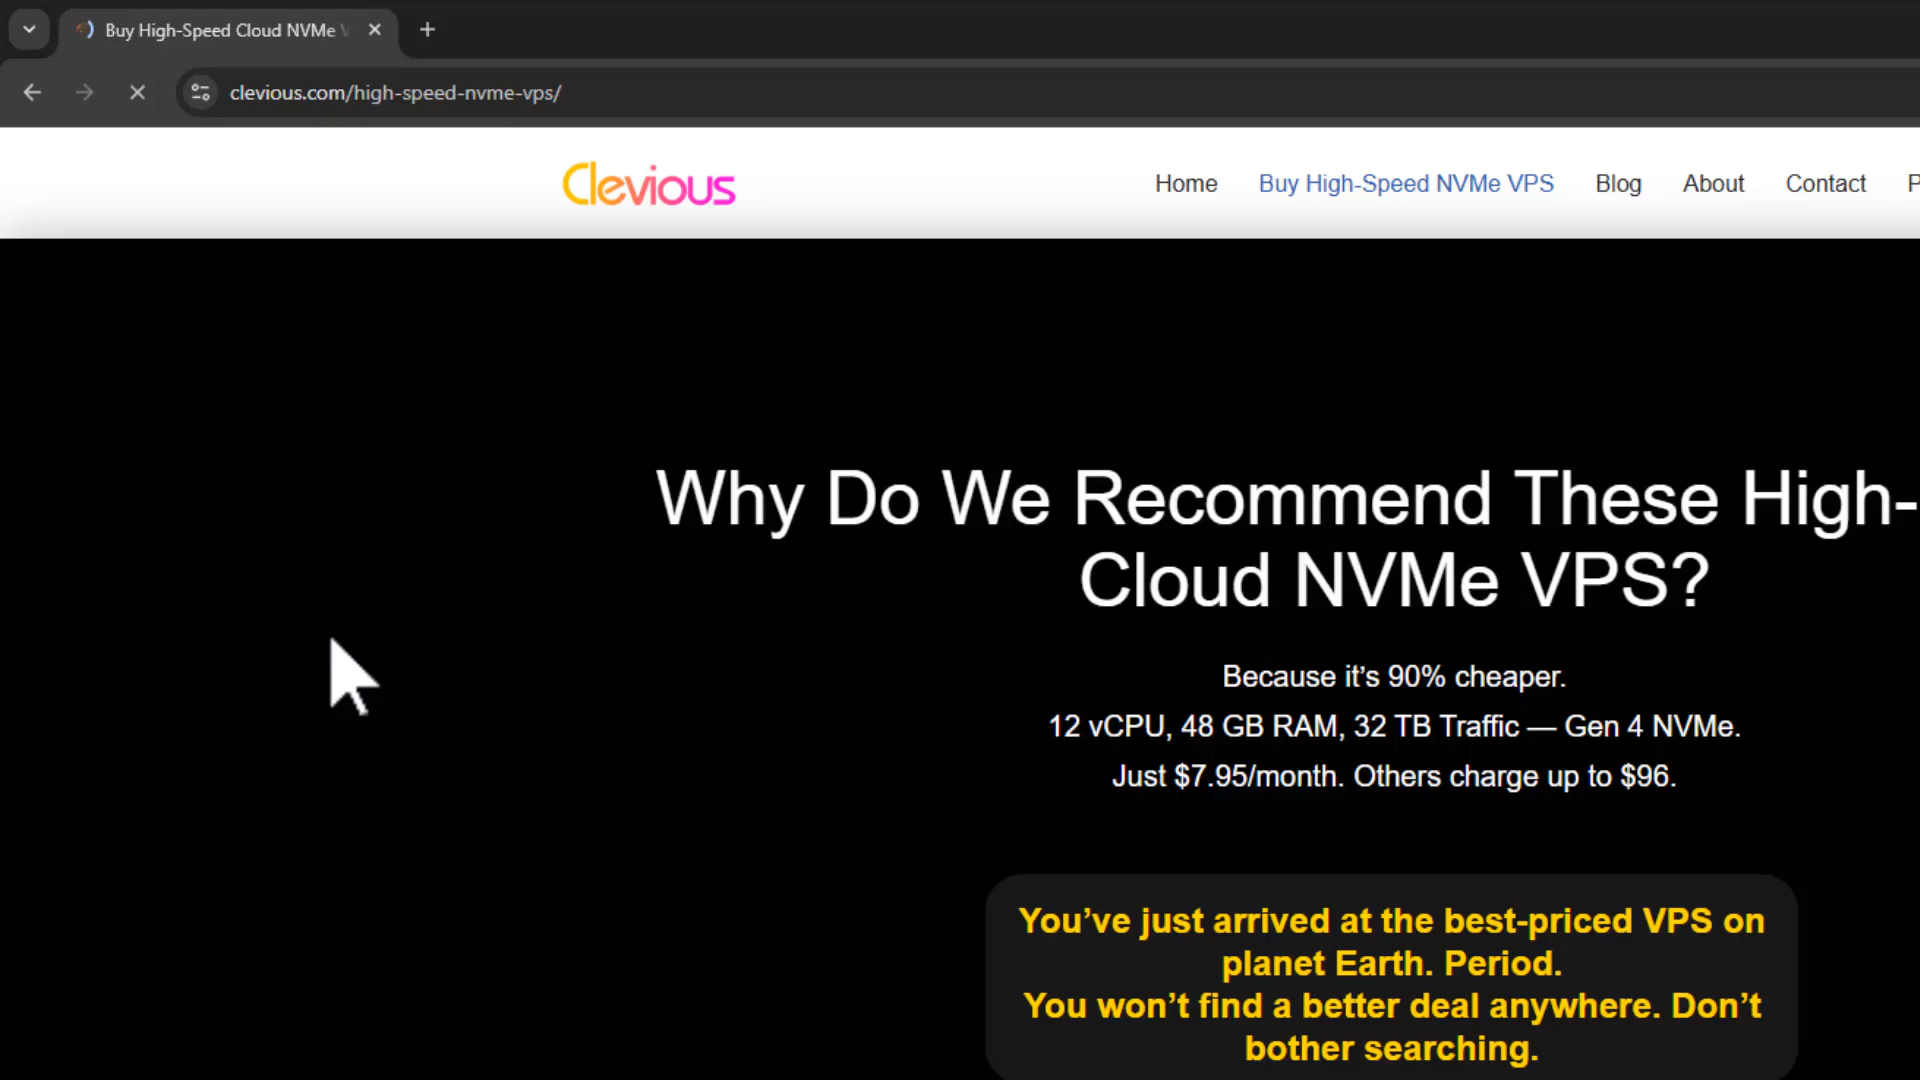 Buy High-Speed Cloud NVMe
clevious.com/high-speed-nvme-vps/
Clevious
Home
Buy High-Speed NVMe VPS
Blog
About
Contact
P
Why Do We Recommend These High-
Cloud NVMe VPS?
Because it’s 90% cheaper.
12 vCPU, 48 GB RAM, 32 TB Traffic — Gen 4 NVMe.
Just $7.95/month. Others charge up to $96.
You’ve just arrived at the best-priced VPS on
planet Earth. Period.
You won’t find a better deal anywhere. Don’t
bother searching.